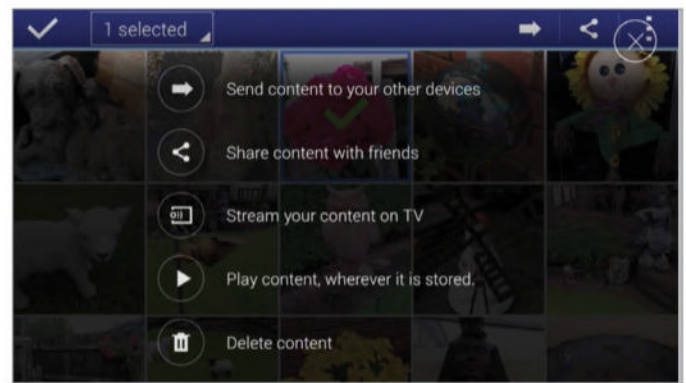 1 selected
Send content to your other devices
Share content with friends
Stream your content on TV
Play content, wherever it is stored.
Delete content